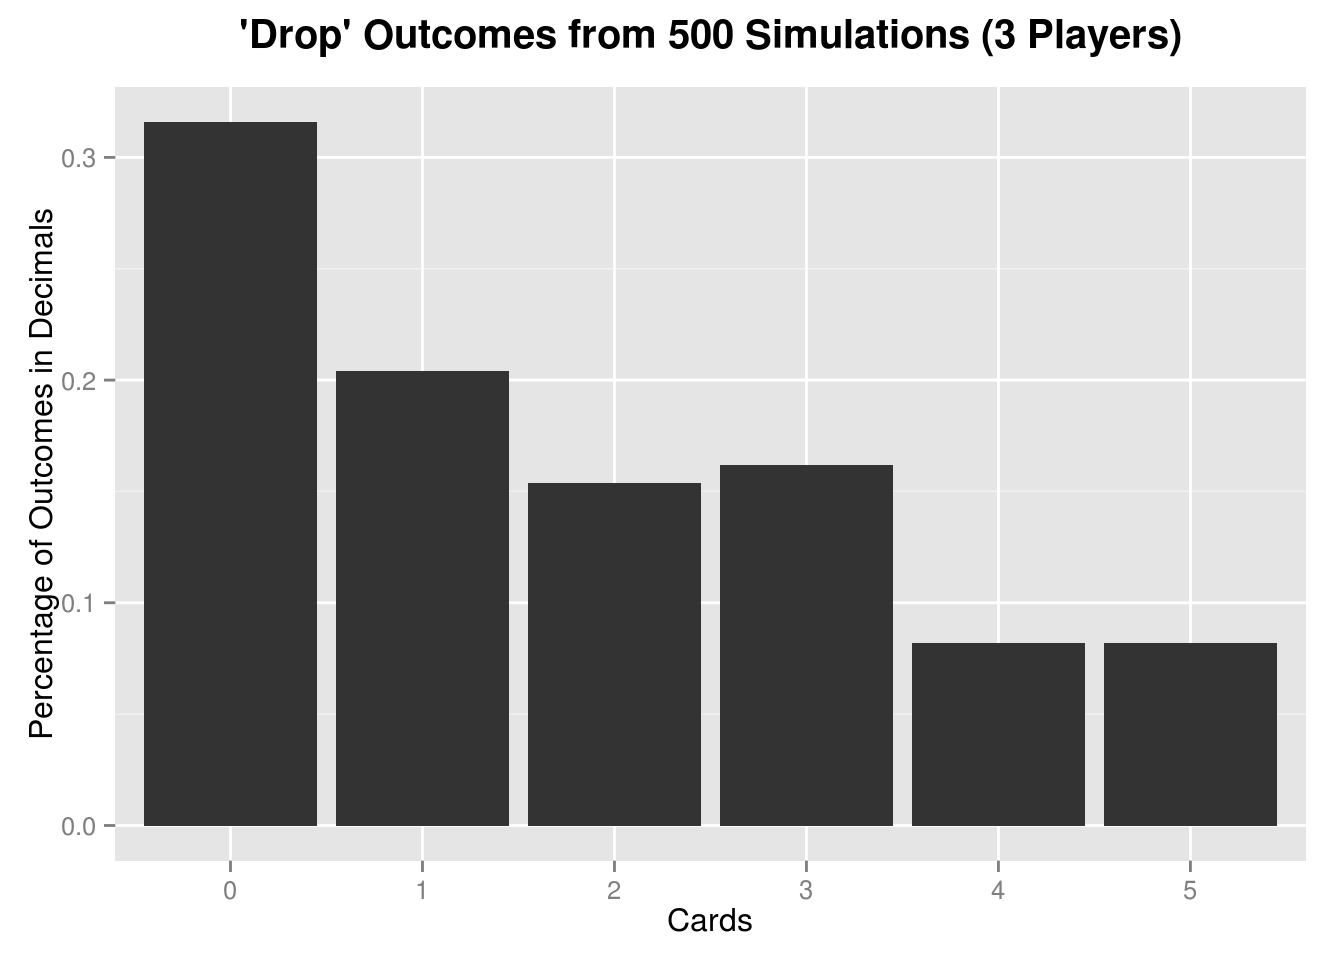 'Drop' Outcomes from 500 Simulations (3 Players)
Percentage of Outcomes in Decimals
0.3
0.2
0.1
0.0
0 1 2 3 4 5
Cards